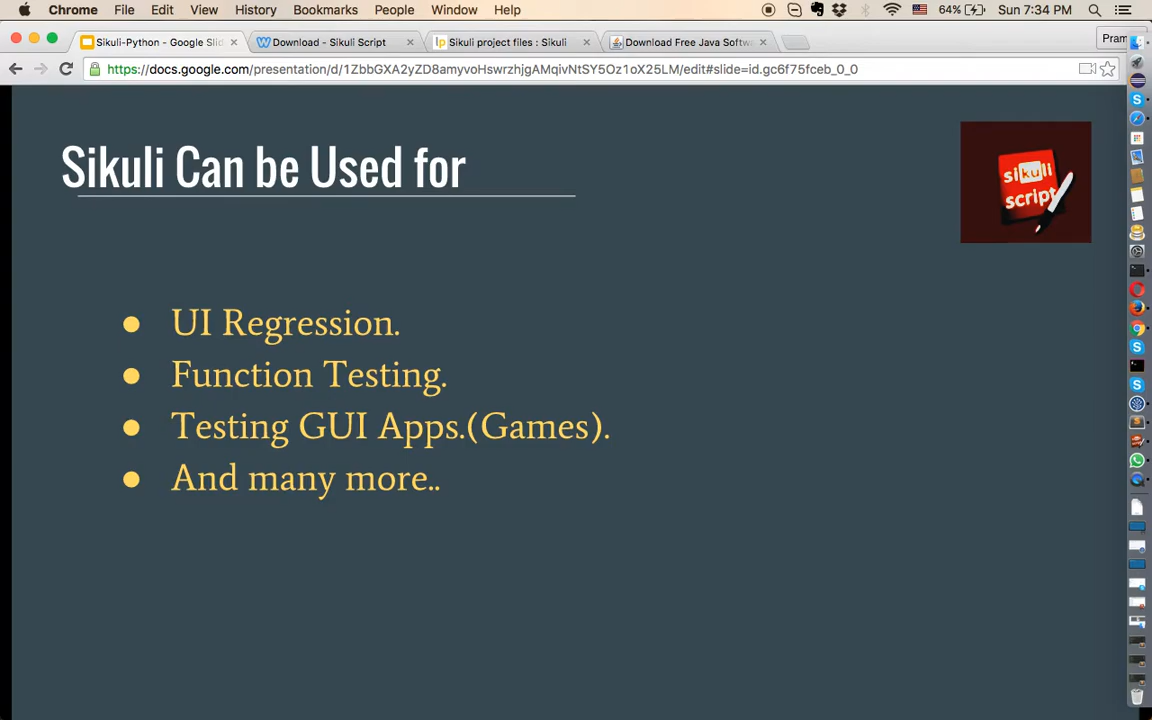 Chrome File Edit View History Bookmarks People Window Help 64% Sun 7:34 PM
Sikuli-Python - Google Slid Download - Sikuli Script Sikuli project files : Sikuli Download Free Java Softw Pram
https://docs.google.com/presentation/d/1ZbbGXA2yZD8amyvoHswrzhjgAMqivNtSY5Oz1oX25LM/edit#slide=id.gc6f75fceb_0_0
Sikuli Can be Used for
sikuli
script
UI Regression.
Function Testing.
Testing GUI Apps.(Games).
And many more..